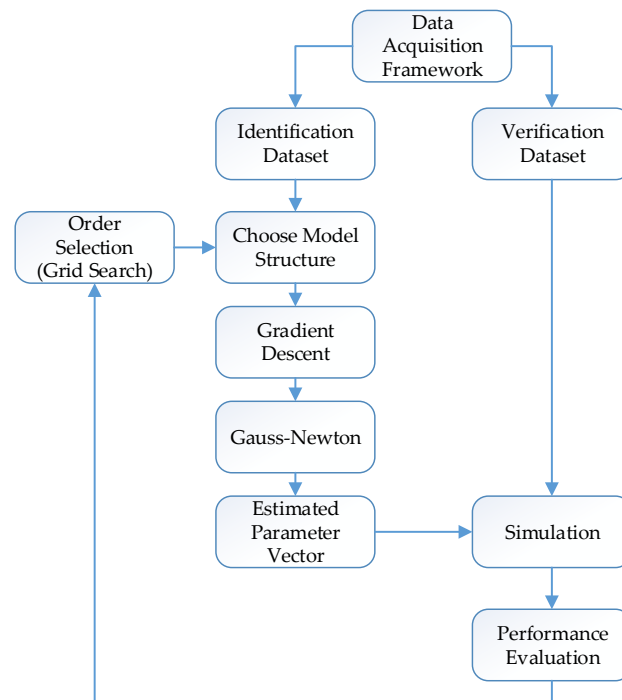 Data
Acquisition
Framework
Identification
Dataset
Verification
Dataset
Order
Selection
(Grid Search)
Choose Model
Structure
Gradient
Descent
Gauss-Newton
Estimated
Parameter
Vector
Simulation
Performance
Evaluation